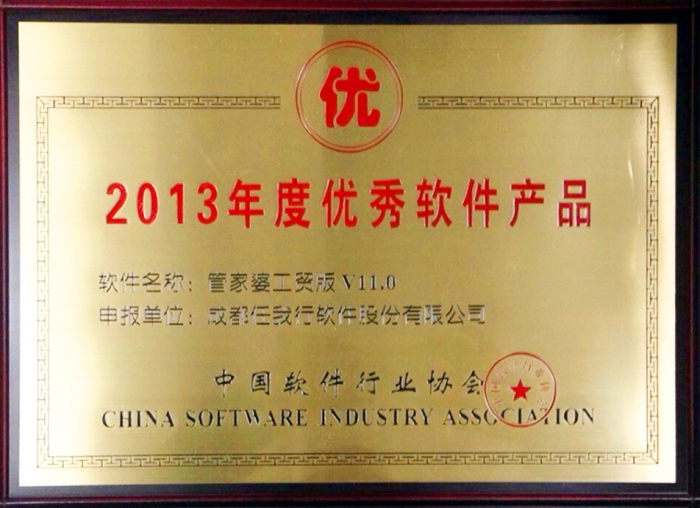 优
2013年度优秀软件产品
软件名称：管家婆工贸版 V11.0
申报单位：成都任我行软件股份有限公司
中国软件行业协会
CHINA SOFTWARE INDUSTRY ASSOCIATION